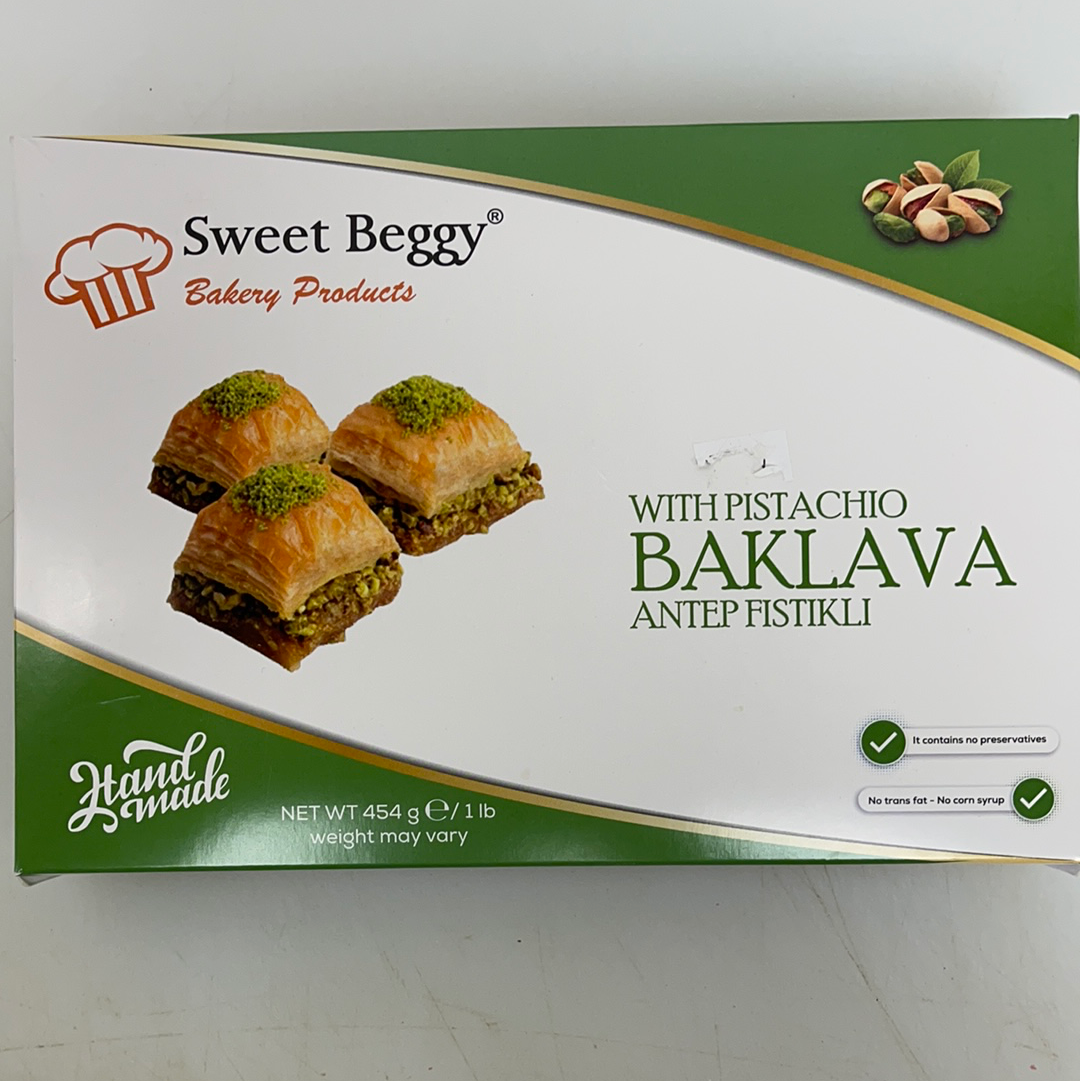 Sweet Beggy®
Bakery Products
WITH PISTACHIO
BAKLAVA
ANTEP FISTIKLI
It contains no preservatives
No trans fat - No corn syrup
Hand
made
NET WT 454 g ℮/ 1 lb
weight may vary